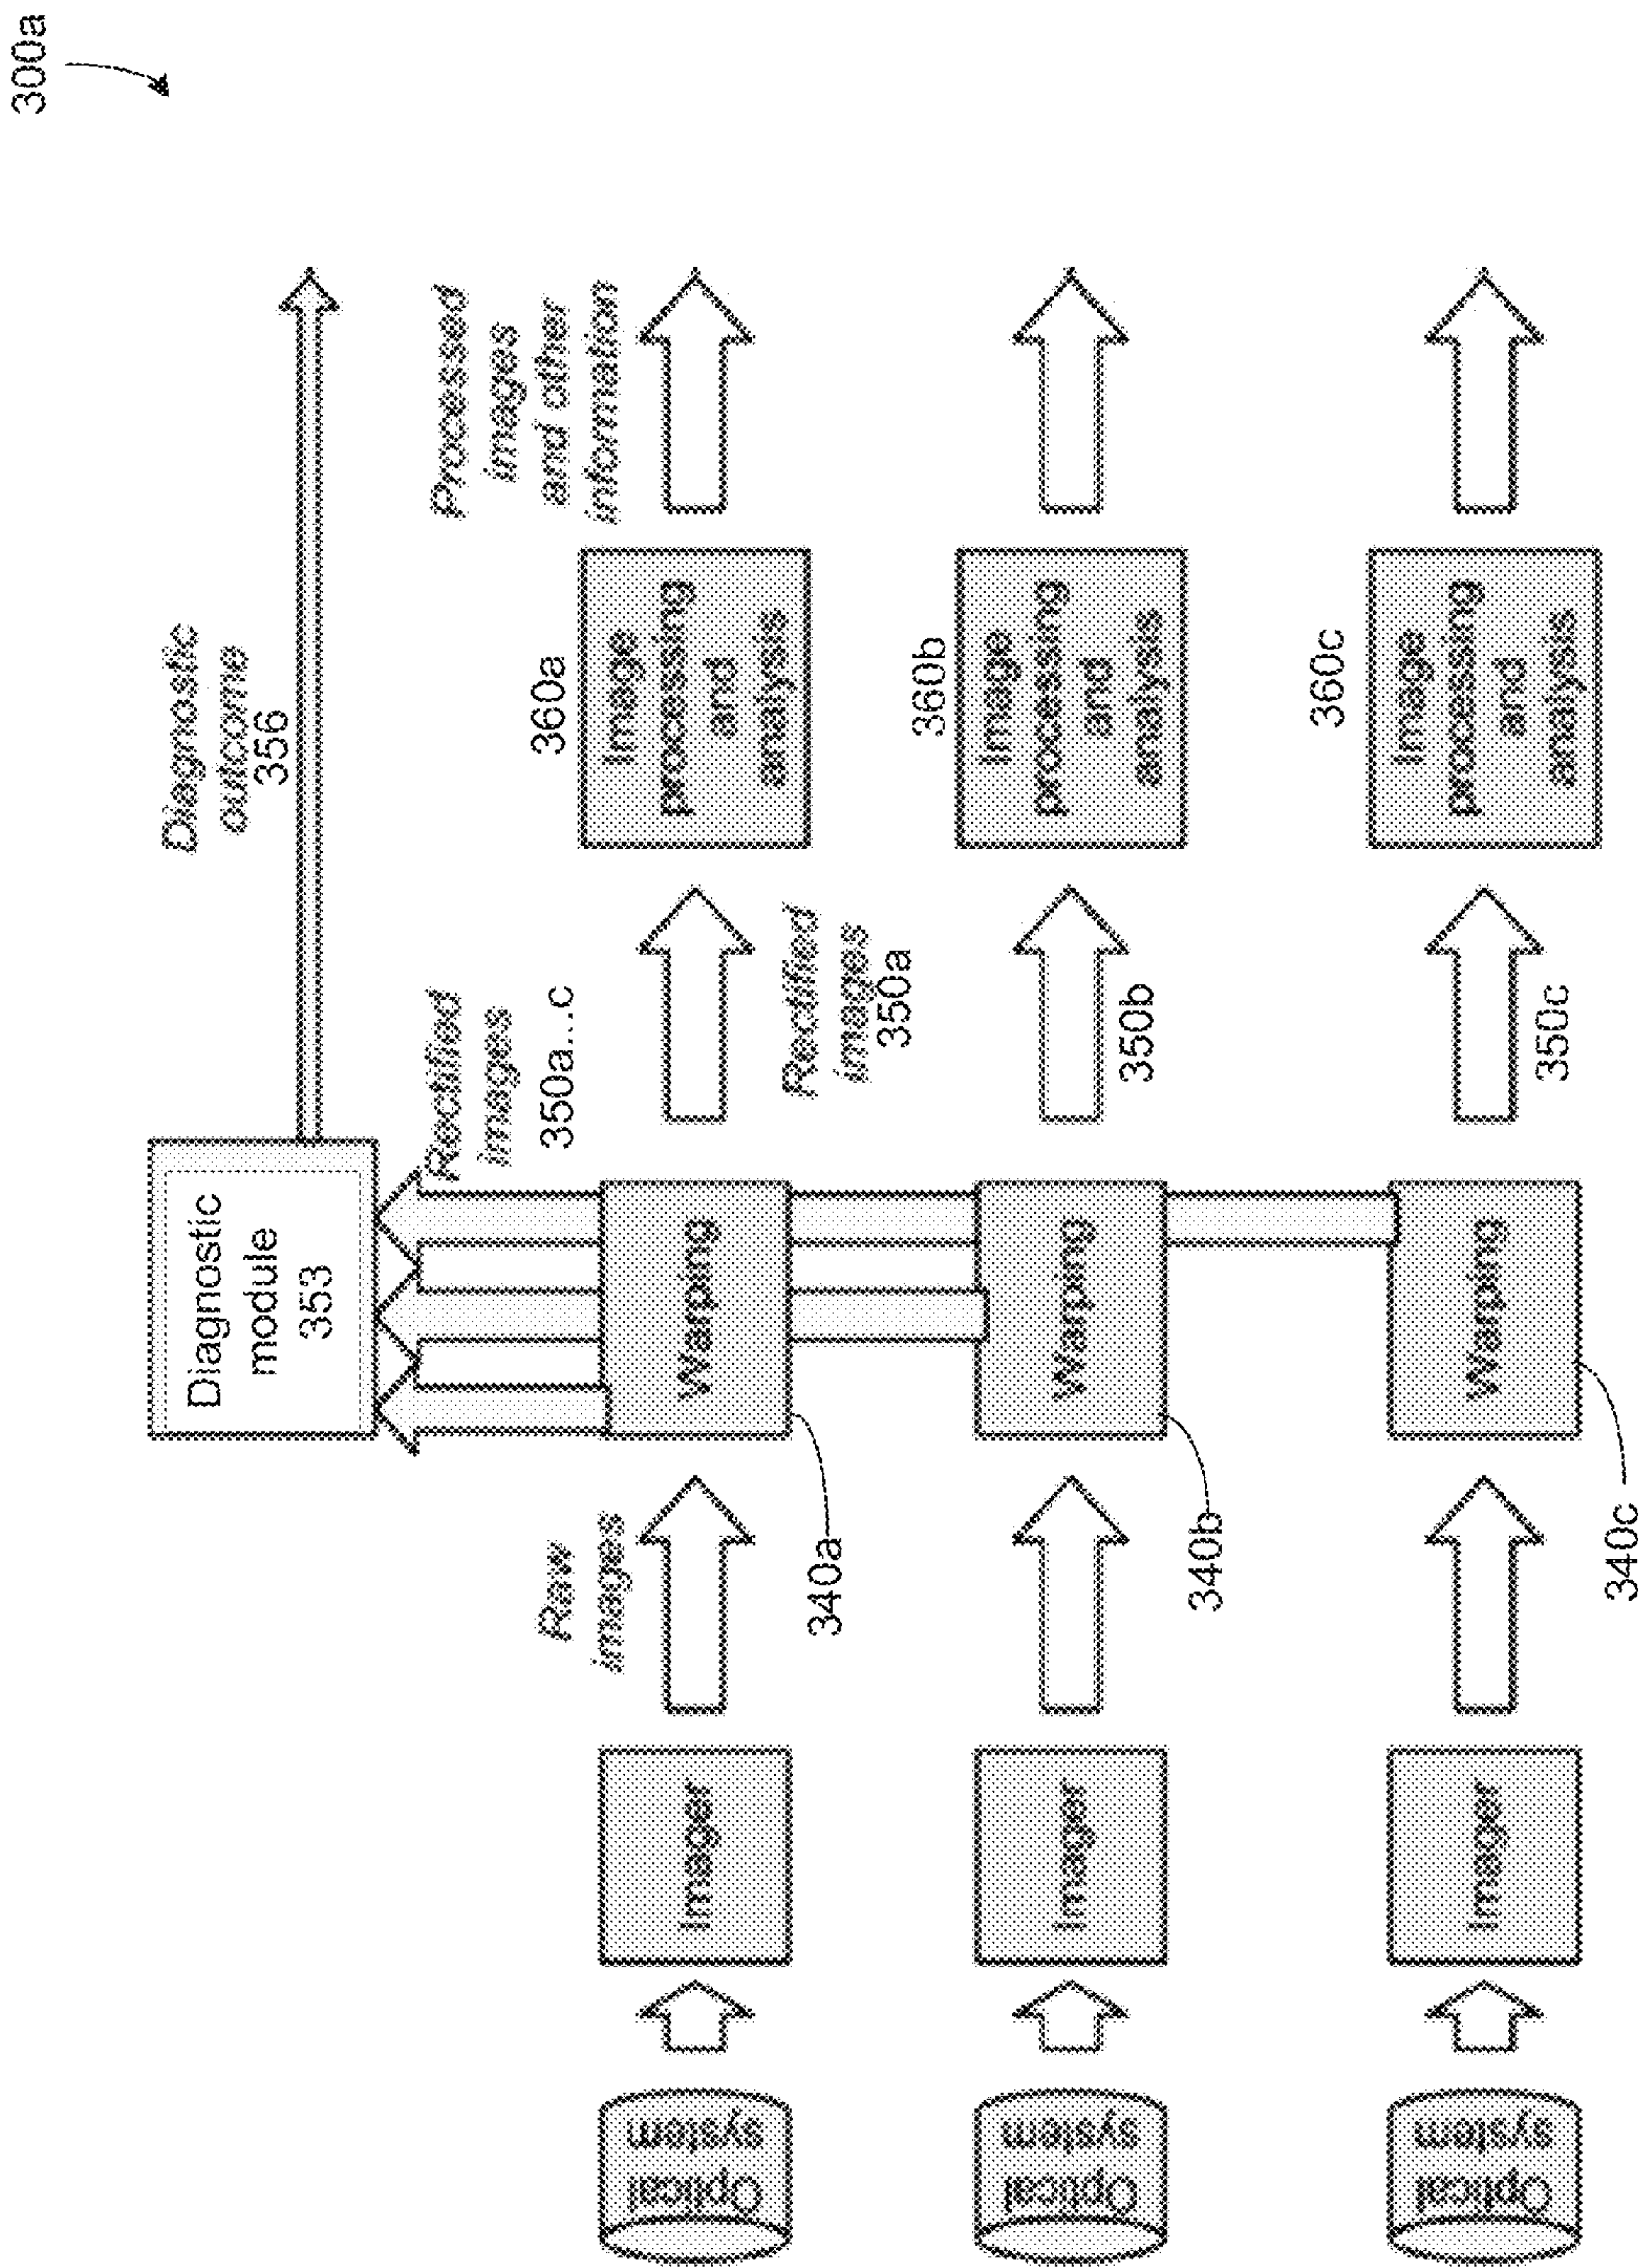 300a
Diagnostic
outcome
356
Diagnostic
module
353
Rectified
images
350a...c
Processed
images
and other
information
Raw
images
Optical
system
Imager
Warping
340a
Rectified
images
350a
360a
Image
processing
and
analysis
Optical
system
Imager
Warping
340b
350b
360b
Image
processing
and
analysis
Optical
system
Imager
Warping
340c
350c
360c
Image
processing
and
analysis